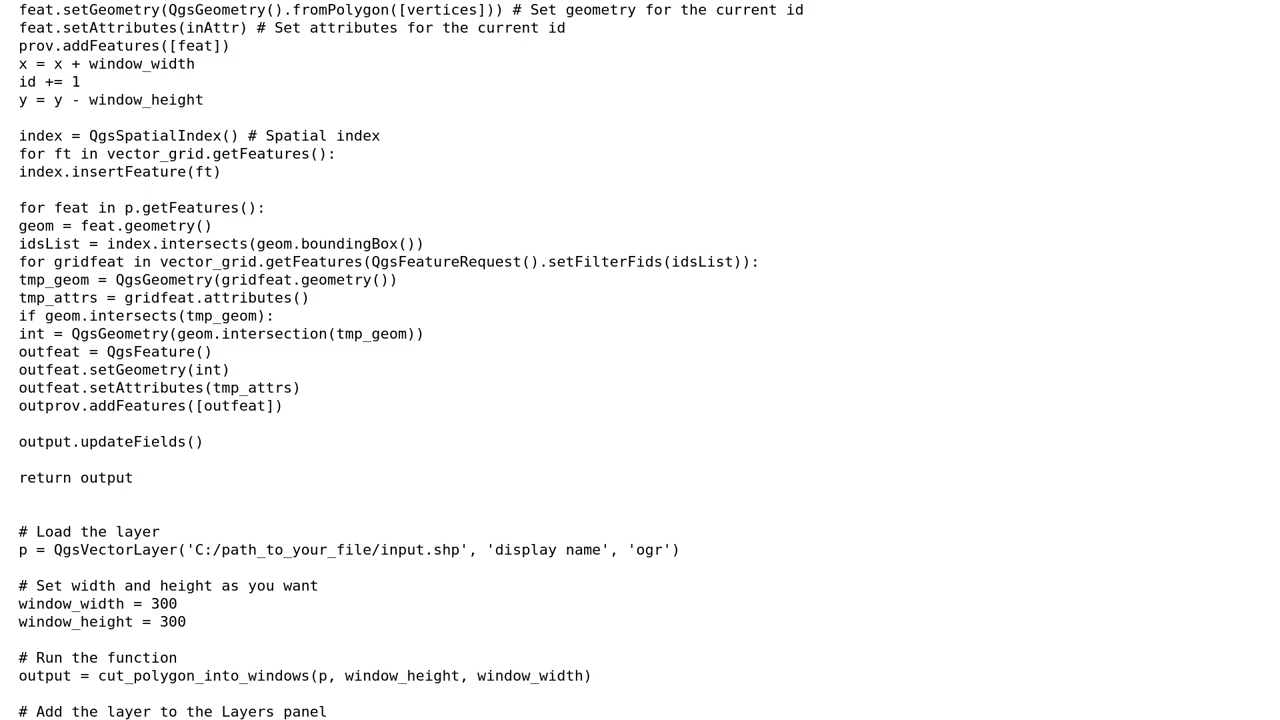 feat.setGeometry(QgsGeometry().fromPolygon([vertices])) # Set geometry for the current id
feat.setAttributes(inAttr) # Set attributes for the current id
prov.addFeatures([feat])
x = x + window_width
id += 1
y = y - window_height

index = QgsSpatialIndex() # Spatial index
for ft in vector_grid.getFeatures():
index.insertFeature(ft)

for feat in p.getFeatures():
geom = feat.geometry()
idsList = index.intersects(geom.boundingBox())
for gridfeat in vector_grid.getFeatures(QgsFeatureRequest().setFilterFids(idsList)):
tmp_geom = QgsGeometry(gridfeat.geometry())
tmp_attrs = gridfeat.attributes()
if geom.intersects(tmp_geom):
int = QgsGeometry(geom.intersection(tmp_geom))
outfeat = QgsFeature()
outfeat.setGeometry(int)
outfeat.setAttributes(tmp_attrs)
outprov.addFeatures([outfeat])

output.updateFields()

return output


# Load the layer
p = QgsVectorLayer('C:/path_to_your_file/input.shp', 'display name', 'ogr')

# Set width and height as you want
window_width = 300
window_height = 300

# Run the function
output = cut_polygon_into_windows(p, window_height, window_width)

# Add the layer to the Layers panel